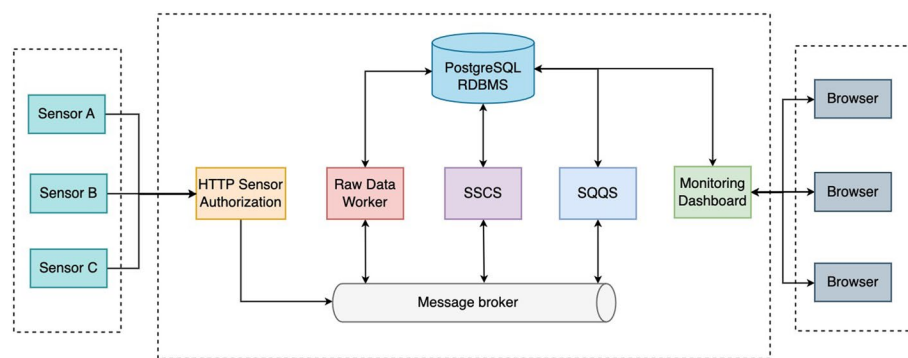 PostgreSQL
RDBMS
Sensor A
Sensor B
Sensor C
HTTP Sensor
Authorization
Raw Data
Worker
SSCS
SQQS
Monitoring
Dashboard
Browser
Browser
Browser
Message broker